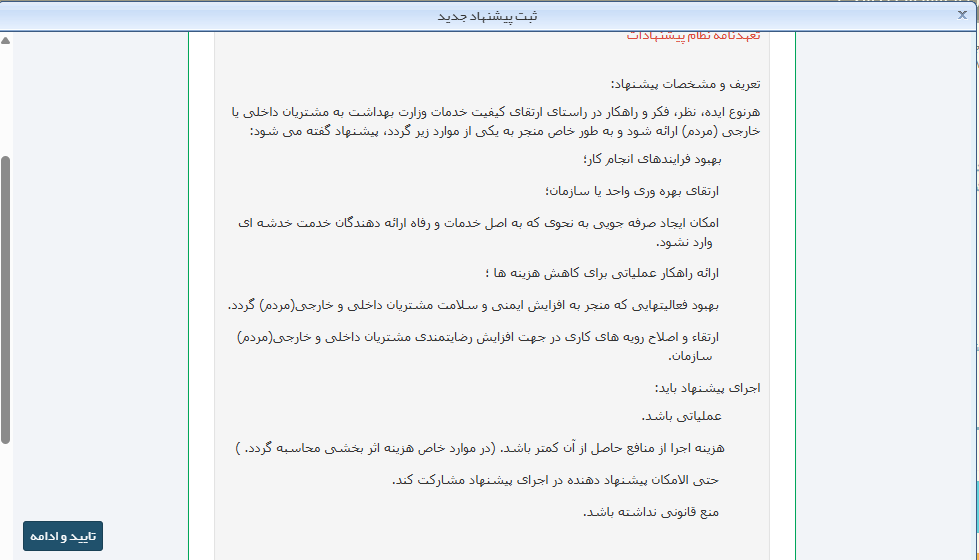 ثبت پیشنهاد جدید
x
تعهدنامه نظام پیشنهادات
تعریف و مشخصات پیشنهاد:
هرنوع ایده، نظر، فکر و راهکار در راستای ارتقای کیفیت خدمات وزارت بهداشت به مشتریان داخلی یا
خارجی (مردم) ارائه شود و به طور خاص منجر به یکی از موارد زیر گردد، پیشنهاد گفته می شود:
بهبود فرایندهای انجام کار؛
ارتقای بهره وری واحد یا سازمان؛
امکان ایجاد صرفه جویی به نحوی که به اصل خدمات و رفاه ارائه دهندگان خدمت خدشه ای
وارد نشود.
ارائه راهکار عملیاتی برای کاهش هزینه ها ؛
بهبود فعالیتهایی که منجر به افزایش ایمنی و سلامت مشتریان داخلی و خارجی(مردم) گردد.
ارتقاء و اصلاح رویه های کاری در جهت افزایش رضایتمندی مشتریان داخلی و خارجی(مردم)
سازمان.
اجرای پیشنهاد باید:
عملیاتی باشد.
هزینه اجرا از منافع حاصل از آن کمتر باشد. (در موارد خاص هزینه اثر بخشی محاسبه گردد. )
حتی الامکان پیشنهاد دهنده در اجرای پیشنهاد مشارکت کند.
منع قانونی نداشته باشد.
تایید و ادامه